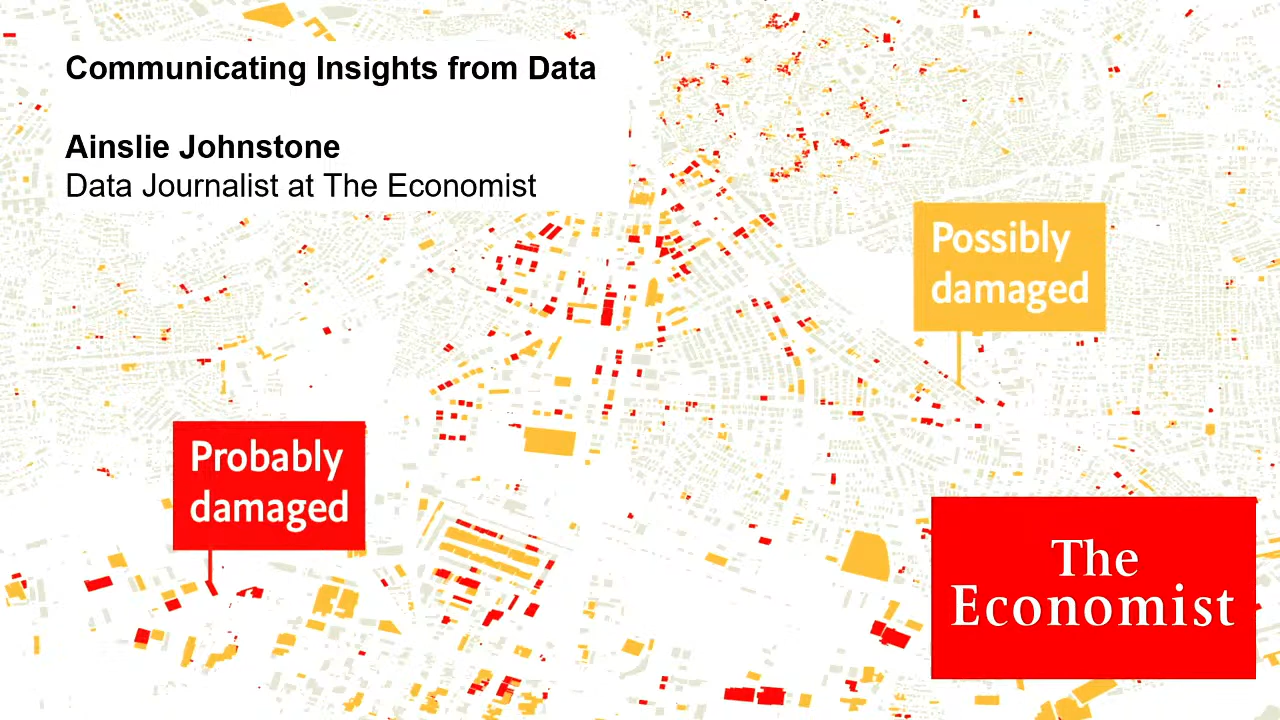 Communicating Insights from Data
Ainslie Johnstone
Data Journalist at The Economist
Possibly
damaged
Probably
damaged
The
Economist